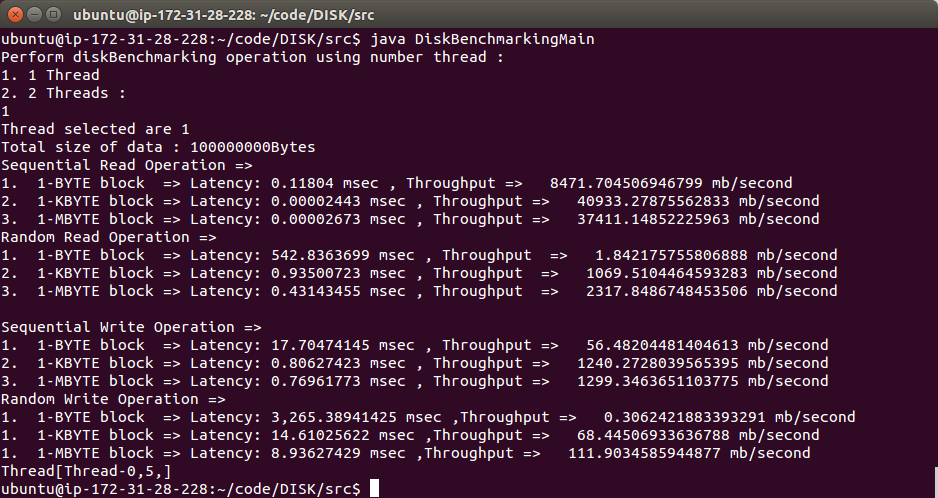 ubuntu@ip-172-31-28-228: ~/code/DISK/src
ubuntu@ip-172-31-28-228:~/code/DISK/src$ java DiskBenchmarkingMain
Perform diskBenchmarking operation using number thread :
1. 1 Thread
2. 2 Threads :
1
Thread selected are 1
Total size of data : 100000000Bytes
Sequential Read Operation =>
1.  1-BYTE block  => Latency: 0.11804 msec , Throughput =>   8471.704506946799 mb/second
2.  1-KBYTE block => Latency: 0.00002443 msec , Throughput =>   40933.27875562833 mb/second
3.  1-MBYTE block => Latency: 0.00002673 msec , Throughput =>   37411.14852225963 mb/second
Random Read Operation =>
1.  1-BYTE block  => Latency: 542.8363699 msec , Throughput  =>   1.842175755806888 mb/second
2.  1-KBYTE block => Latency: 0.93500723 msec , Throughput  =>   1069.5104464593283 mb/second
3.  1-MBYTE block => Latency: 0.43143455 msec , Throughput  =>   2317.8486748453506 mb/second
Sequential Write Operation =>
1.  1-BYTE block  => Latency: 17.70474145 msec , Throughput =>   56.48204481404613 mb/second
2.  1-KBYTE block => Latency: 0.80627423 msec , Throughput =>   1240.2728039565395 mb/second
3.  1-MBYTE block => Latency: 0.76961773 msec , Throughput =>   1299.3463651103775 mb/second
Random Write Operation =>
1.  1-BYTE block  => Latency: 3,265.38941425 msec ,Throughput =>   0.3062421883393291 mb/second
1.  1-KBYTE block => Latency: 14.61025622 msec ,Throughput =>   68.44506933636788 mb/second
1.  1-MBYTE block => Latency: 8.93627429 msec ,Throughput =>   111.9034585944877 mb/second
Thread[Thread-0,5,]
ubuntu@ip-172-31-28-228:~/code/DISK/src$